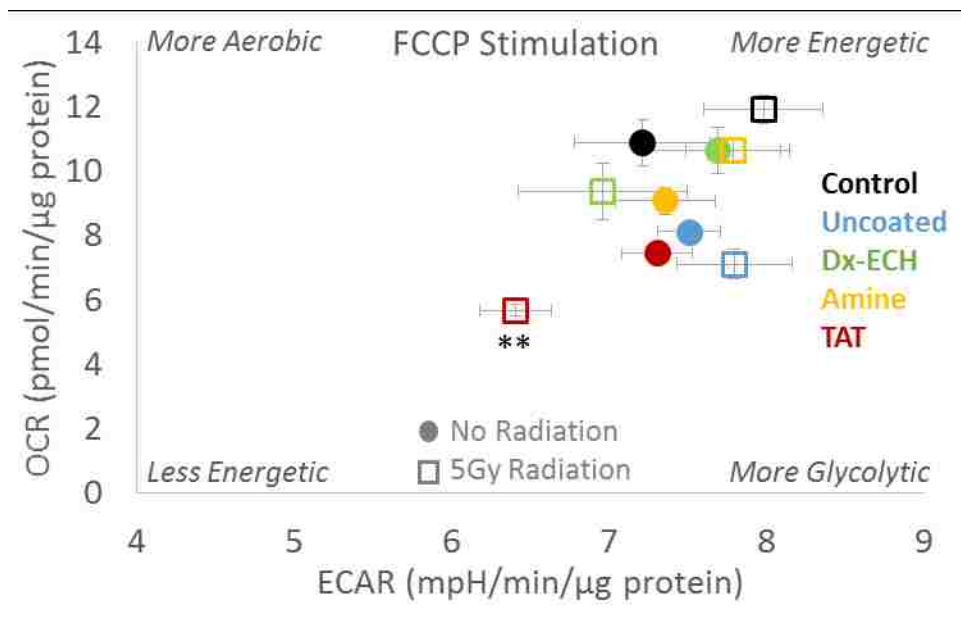 FCCP Stimulation
More Aerobic
More Energetic
14
12
10
8
6
4
2
0
OCR (pmol/min/µg protein)
Control
Uncoated
Dx-ECH
Amine
TAT
**
No Radiation
5Gy Radiation
Less Energetic
More Glycolytic
4 5 6 7 8 9
ECAR (mpH/min/µg protein)